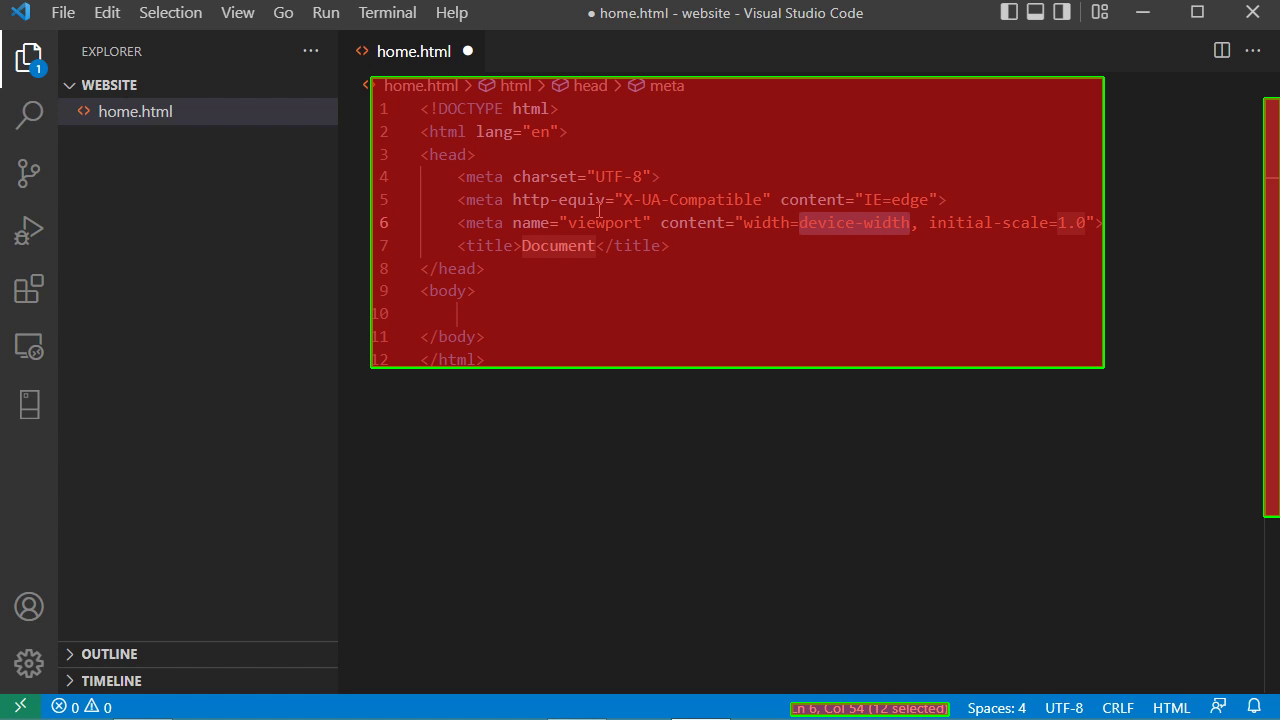 File Edit Selection View Go Run Terminal Help
● home.html - website - Visual Studio Code
EXPLORER
WEBSITE
home.html
home.html
home.html > html > head > meta
1 <!DOCTYPE html>
2 <html lang="en">
3 <head>
4 <meta charset="UTF-8">
5 <meta http-equiv="X-UA-Compatible" content="IE=edge">
6 <meta name="viewport" content="width=device-width, initial-scale=1.0">
7 <title>Document</title>
8 </head>
9 <body>
10
11 </body>
12 </html>
OUTLINE
TIMELINE
1
0 0
Ln 6, Col 54 (12 selected)
Spaces: 4
UTF-8
CRLF
HTML